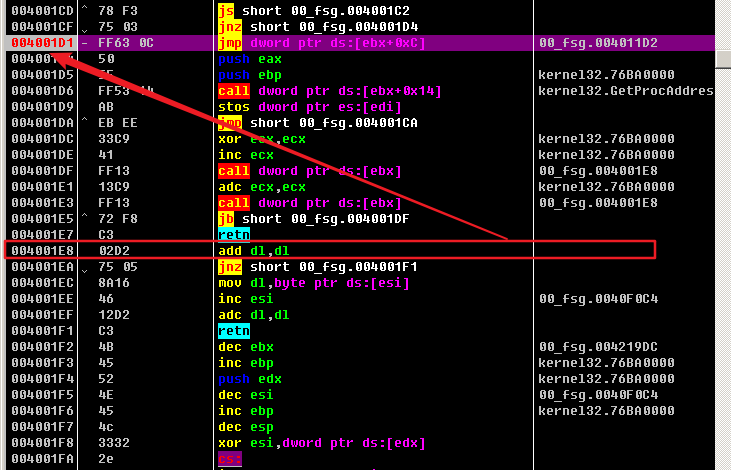 004001CD ^ 78 F3 js short 00_fsg.004001C2
004001CF ˇ 75 03 jnz short 00_fsg.004001D4
004001D1 - FF63 0C jmp dword ptr ds:[ebx+0xC] 00_fsg.004011D2
50 push eax
004001D5 push ebp kernel32.76BA0000
004001D6 FF53 14 call dword ptr ds:[ebx+0x14] kernel32.GetProcAddres
004001D9 AB stos dword ptr es:[edi]
004001DA ^ EB EE jmp short 00_fsg.004001CA
004001DC 33C9 xor ecx,ecx kernel32.76BA0000
004001DE 41 inc ecx kernel32.76BA0000
004001DF FF13 call dword ptr ds:[ebx] 00_fsg.004001E8
004001E1 13C9 adc ecx,ecx kernel32.76BA0000
004001E3 FF13 call dword ptr ds:[ebx] 00_fsg.004001E8
004001E5 ^ 72 F8 jb short 00_fsg.004001DF
004001E7 C3 retn
004001E8 02D2 add dl,dl
004001EA ˇ 75 05 jnz short 00_fsg.004001F1
004001EC 8A16 mov dl,byte ptr ds:[esi]
004001EE 46 inc esi 00_fsg.0040F0C4
004001EF 12D2 adc dl,dl
004001F1 C3 retn
004001F2 4B dec ebx 00_fsg.004219DC
004001F3 45 inc ebp kernel32.76BA0000
004001F4 52 push edx kernel32.76BA0000
004001F5 4E dec esi 00_fsg.0040F0C4
004001F6 45 inc ebp kernel32.76BA0000
004001F7 4c dec esp
004001F8 3332 xor esi,dword ptr ds:[edx]
004001FA 2e cs: